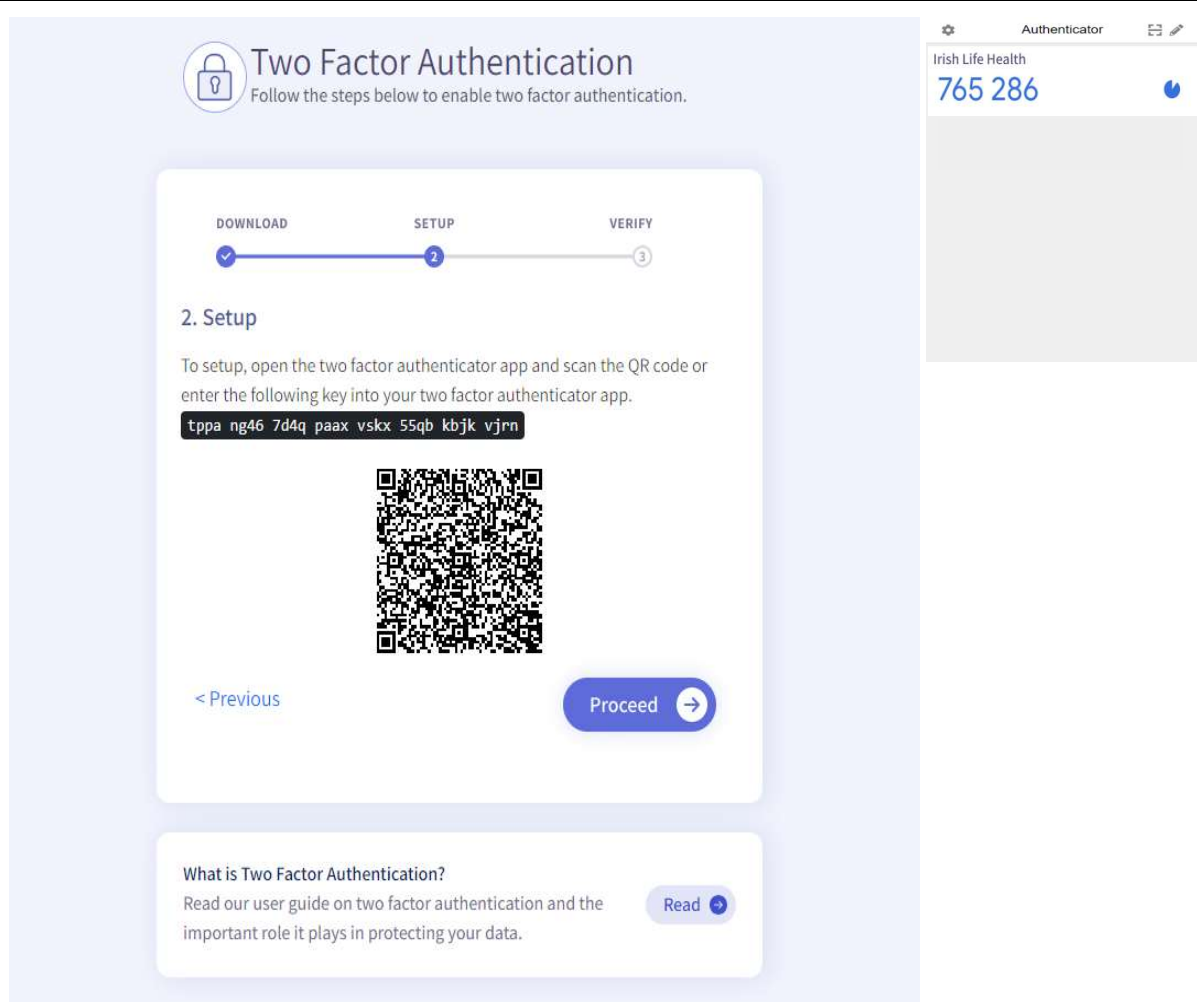 Two Factor Authentication
Follow the steps below to enable two factor authentication.
DOWNLOAD SETUP VERIFY
2 3
2. Setup
To setup, open the two factor authenticator app and scan the QR code or
enter the following key into your two factor authenticator app.
tppa ng46 7d4q paax vskx 55qb kbjk vjrn
< Previous
Proceed
What is Two Factor Authentication?
Read our user guide on two factor authentication and the
important role it plays in protecting your data.
Read
Authenticator
Irish Life Health
765 286